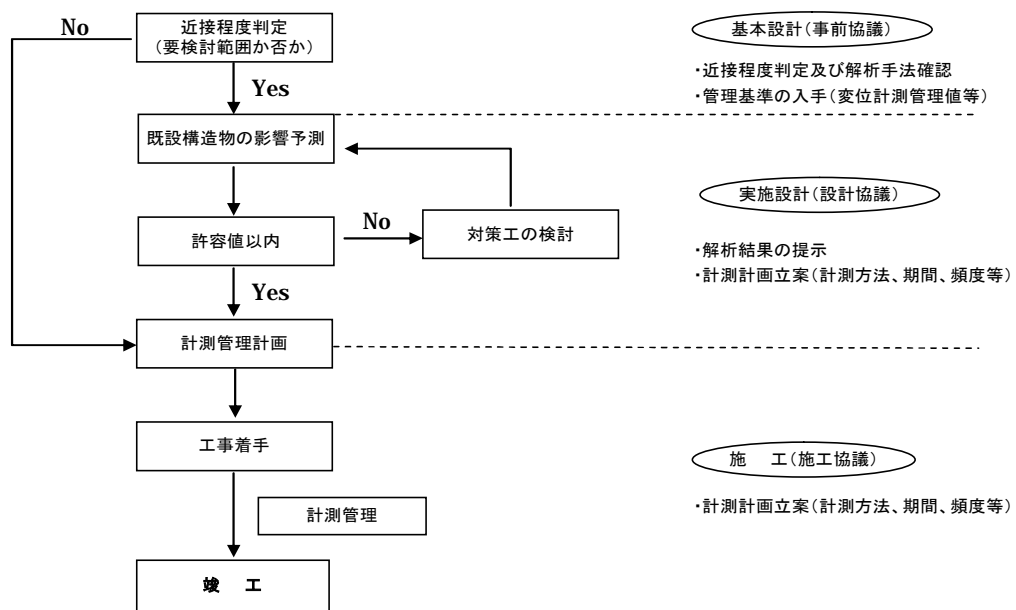 No
近接程度判定
(要検討範囲か否か)
基本設計(事前協議)
・近接程度判定及び解析手法確認
・管理基準の入手(変位計測管理値等)
Yes
既設構造物の影響予測
実施設計(設計協議)
許容値以内
No
対策工の検討
・解析結果の提示
・計測計画立案(計測方法、期間、頻度等)
Yes
計測管理計画
工事着手
施　工(施工協議)
・計測計画立案(計測方法、期間、頻度等)
計測管理
竣　工